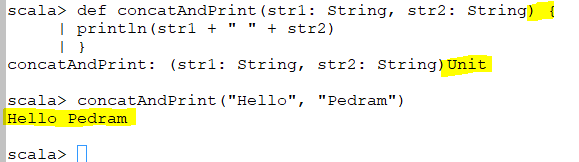 scala> def concatAndPrint(str1: String, str2: String) {
| println(str1 + " " + str2)
| }
concatAndPrint: (str1: String, str2: String)Unit
scala> concatAndPrint("Hello", "Pedram")
Hello Pedram
scala>